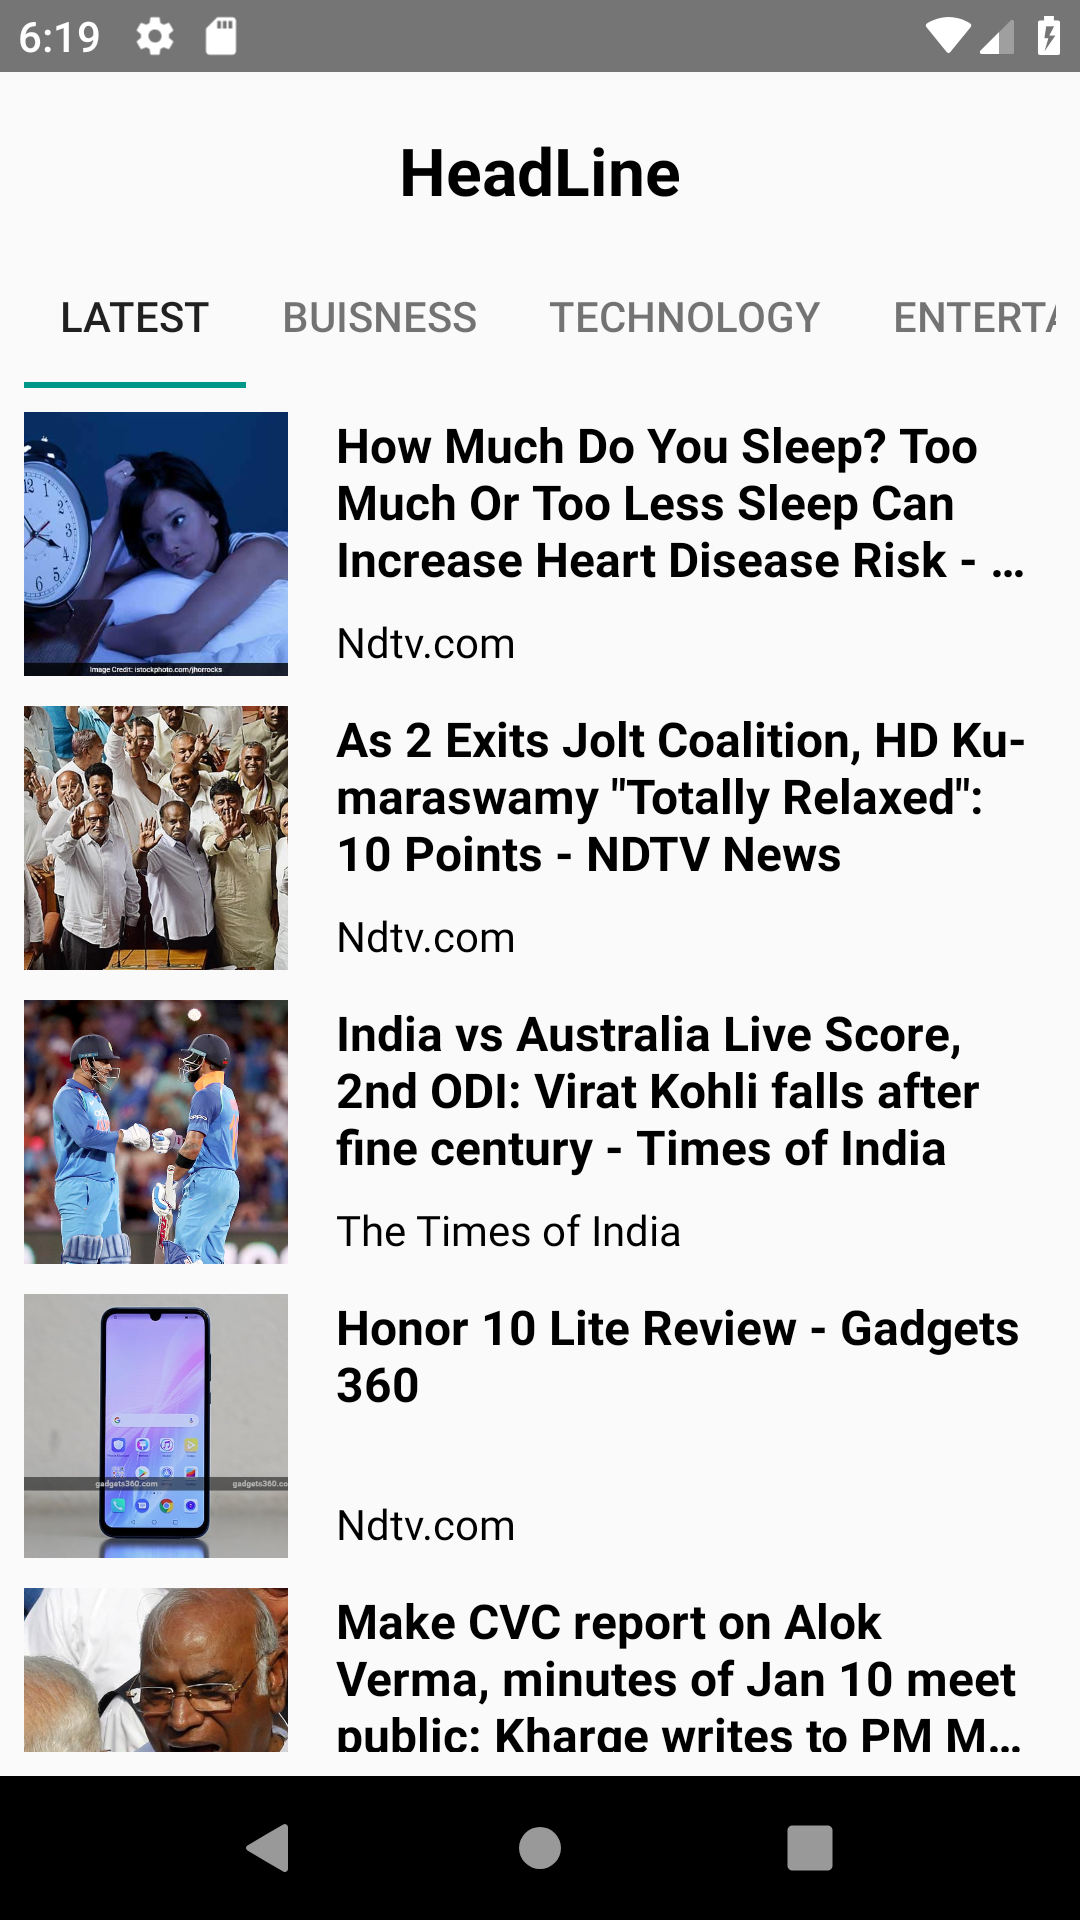 6:19
HeadLine
LATEST BUISNESS TECHNOLOGY ENTERTA
How Much Do You Sleep? Too
Much Or Too Less Sleep Can
Increase Heart Disease Risk - …
Ndtv.com
Image Credit: istockphoto.com/jhorrocks
As 2 Exits Jolt Coalition, HD Ku-
maraswamy "Totally Relaxed":
10 Points - NDTV News
Ndtv.com
India vs Australia Live Score,
2nd ODI: Virat Kohli falls after
fine century - Times of India
The Times of India
Honor 10 Lite Review - Gadgets
360
gadgets360.com gadgets360.co
Ndtv.com
Make CVC report on Alok
Verma, minutes of Jan 10 meet
public: Kharge writes to PM M…